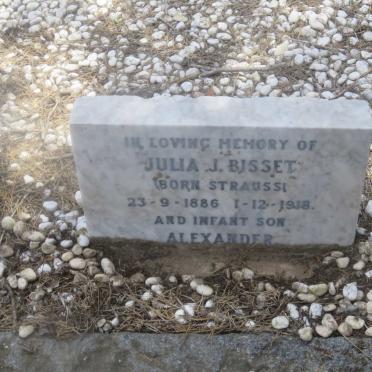 IN LOVING MEMORY OF
JULIA J. BISSET
(BORN STRAUSS)
23-9-1886 1-12-1918.
AND INFANT SON
ALEXANDER